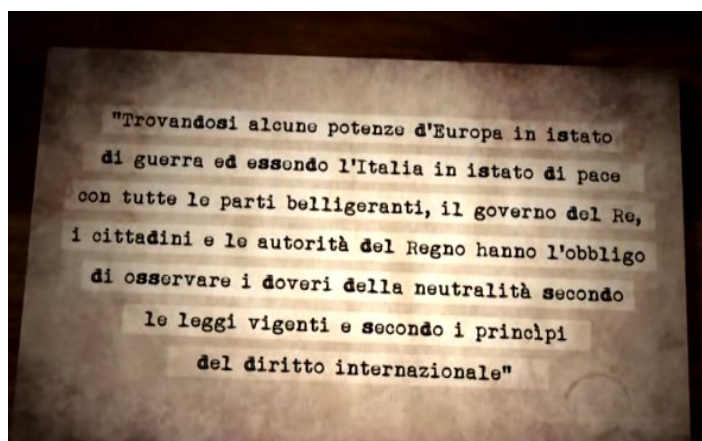 "Trovandosi alcune potenze d'Europa in istato
di guerra ed essendo l'Italia in istato di pace
con tutte le parti belligeranti, il governo del Re,
i cittadini e le autorità del Regno hanno l'obbligo
di osservare i doveri della neutralità secondo
le leggi vigenti e secondo i princìpi
del diritto internazionale"